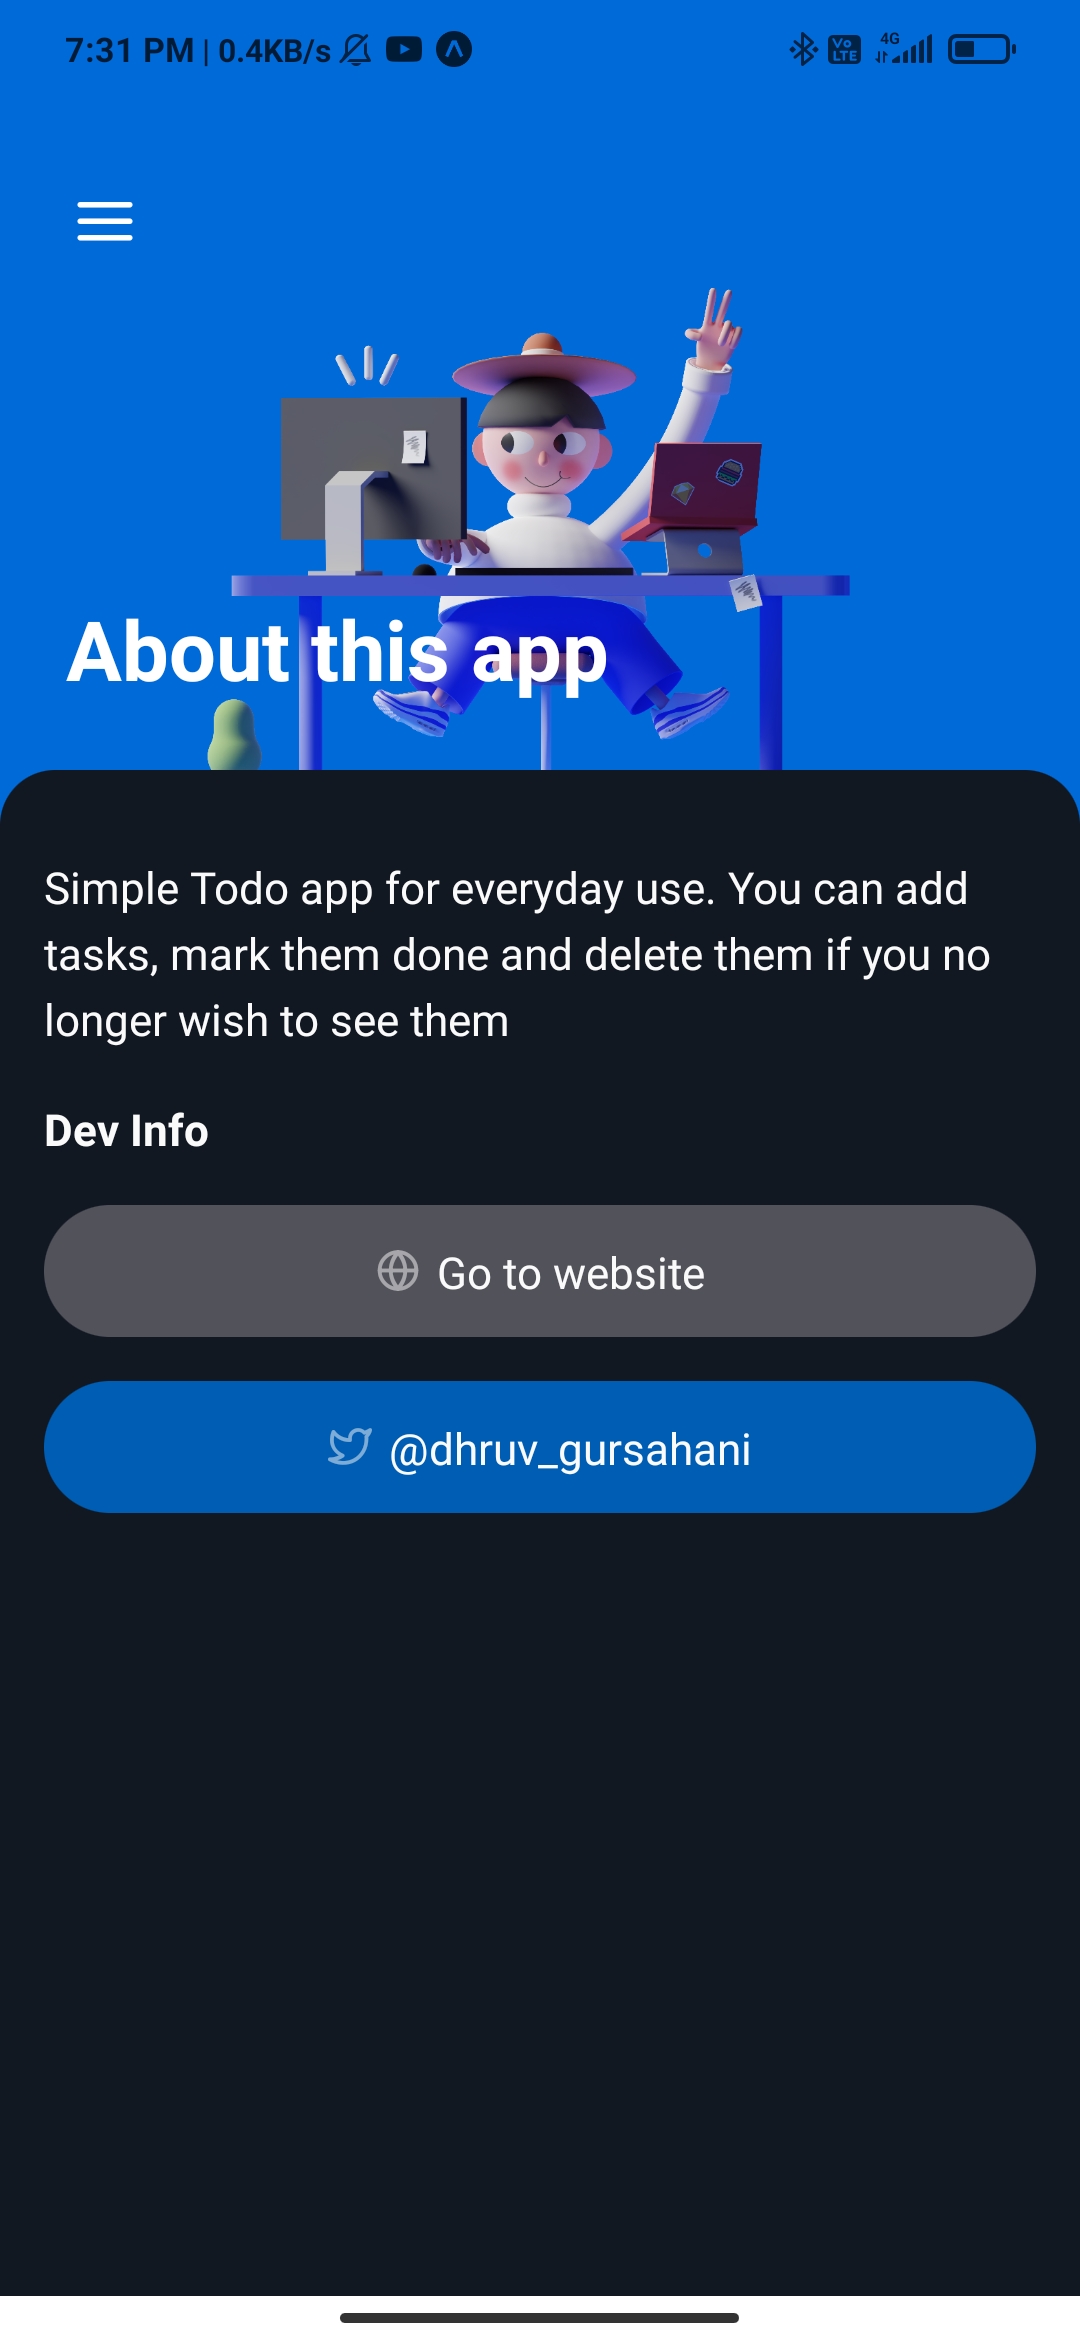 7:31 PM | 0.4KB/s
Vo LTE 4G
About this app
Simple Todo app for everyday use. You can add
tasks, mark them done and delete them if you no
longer wish to see them
Dev Info
Go to website
@dhruv_gursahani